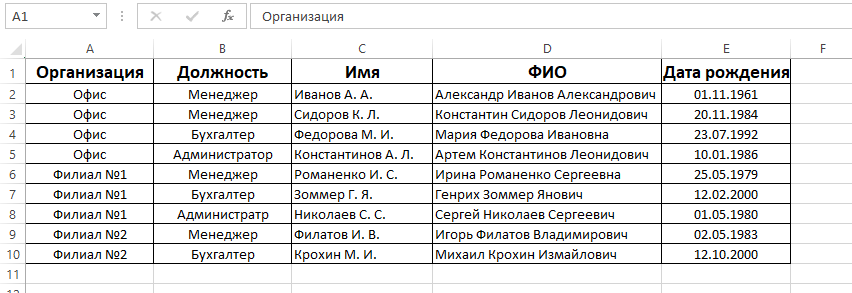 A1 fx Организация
A B C D E F
1 Организация Должность Имя ФИО Дата рождения
2 Офис Менеджер Иванов А. А. Александр Иванов Александрович 01.11.1961
3 Офис Менеджер Сидоров К. Л. Константин Сидоров Леонидович 20.11.1984
4 Офис Бухгалтер Федорова М. И. Мария Федорова Ивановна 23.07.1992
5 Офис Администратор Константинов А. Л. Артем Константинов Леонидович 10.01.1986
6 Филиал №1 Менеджер Романенко И. С. Ирина Романенко Сергеевна 25.05.1979
7 Филиал №1 Бухгалтер Зоммер Г. Я. Генрих Зоммер Янович 12.02.2000
8 Филиал №1 Администратр Николаев С. С. Сергей Николаев Сергеевич 01.05.1980
9 Филиал №2 Менеджер Филатов И. В. Игорь Филатов Владимирович 02.05.1983
10 Филиал №2 Бухгалтер Крохин М. И. Михаил Крохин Измайлович 12.10.2000
11